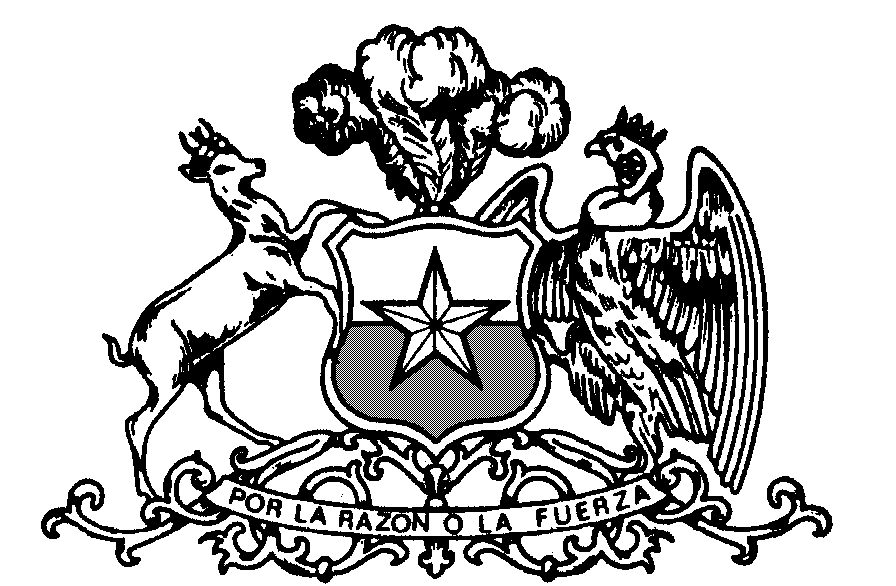 POR LA RAZON O LA FUERZA